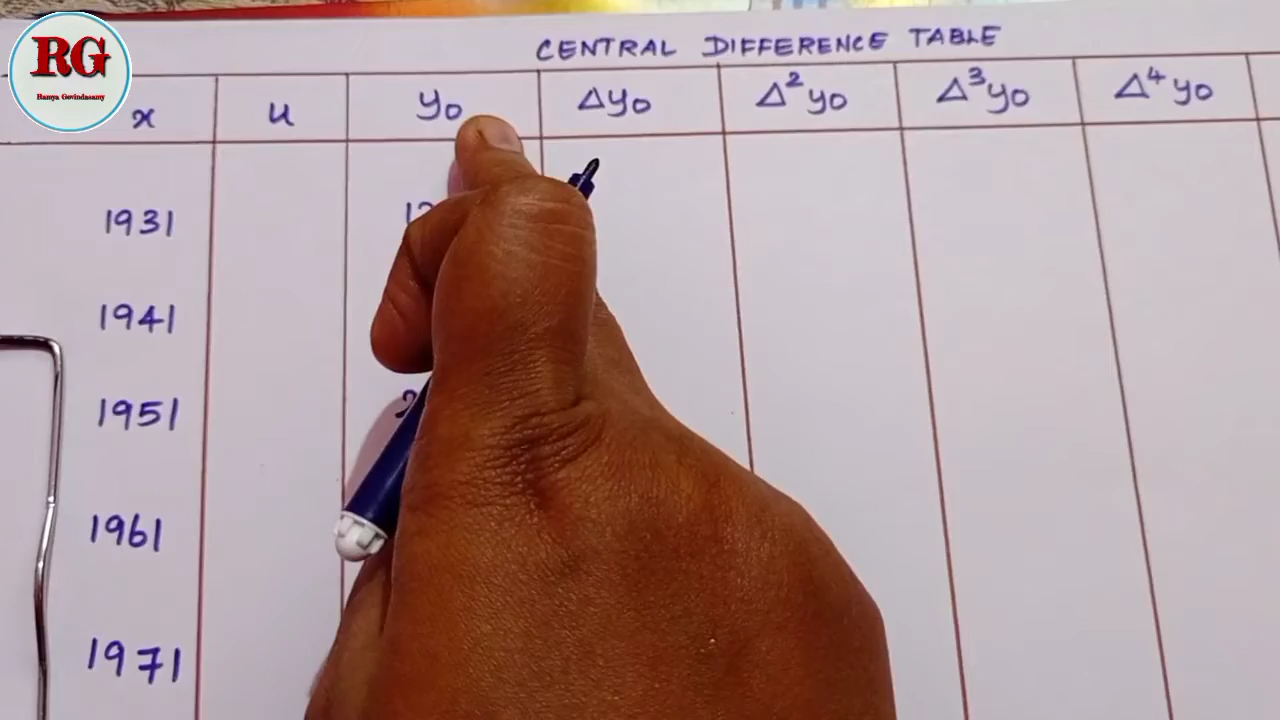 RG
Ramya Govindasamy
CENTRAL DIFFERENCE TABLE
x u y₀ Δy₀ Δ²y₀ Δ³y₀ Δ⁴y₀
1931
1941
1951
1961
1971